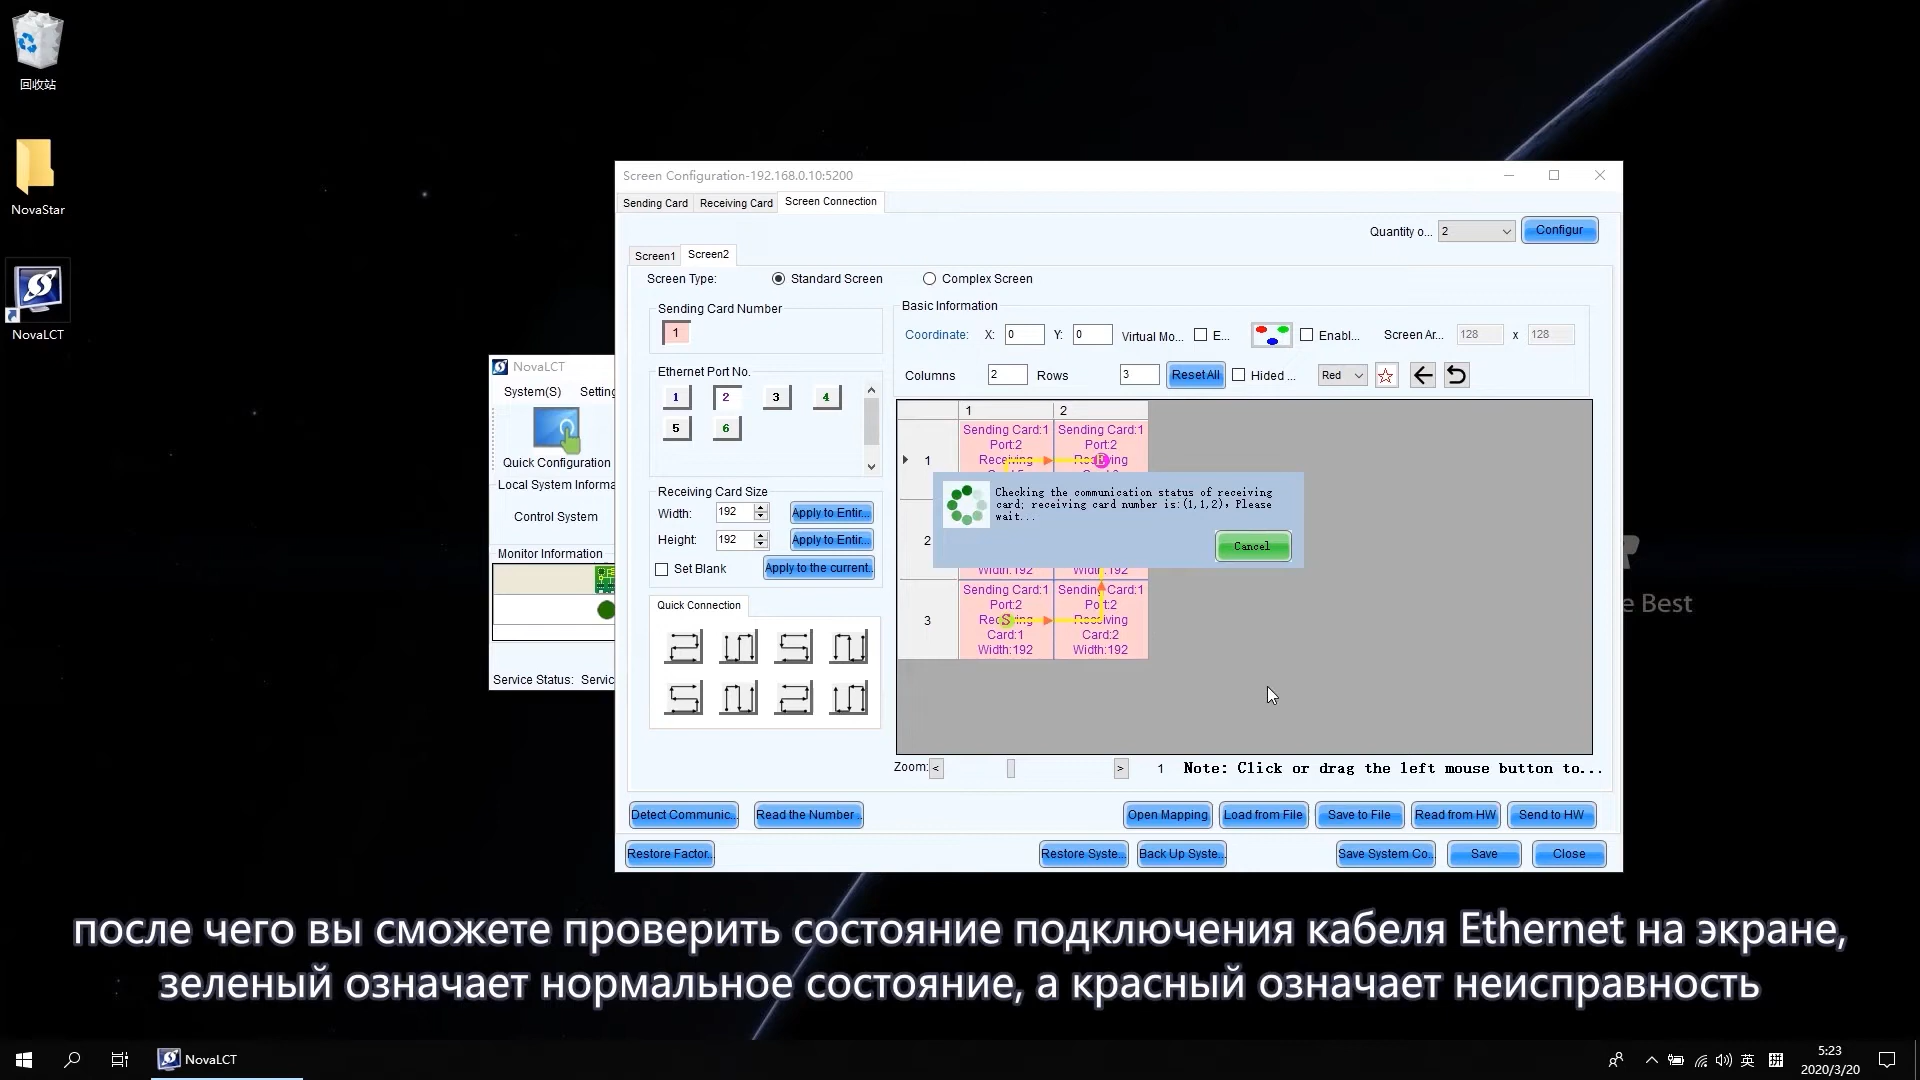 回收站
NovaStar
NovaLCT
Screen Configuration-192.168.0.10:5200
Sending Card
Receiving Card
Screen Connection
Quantity o...
2
Configur
Screen1
Screen2
Screen Type:
Standard Screen
Complex Screen
Sending Card Number
1
Basic Information
Coordinate:
X:
0
Y:
0
Virtual Mo...
E...
Enabl...
Screen Ar...
128
x
128
Ethernet Port No.
1
2
3
4
5
6
Columns
2
Rows
3
Reset All
Hided ...
Red
1
2
1
2
3
Sending Card:1
Port:2
Receiving
Sending Card:1
Port:2
Receiving
Checking the communication status of receiving
card; receiving card number is:(1,1,2), Please
wait...
Cancel
Width:192
Width:192
Sending Card:1
Port:2
Receiving
Card:1
Width:192
Sending Card:1
Port:2
Receiving
Card:2
Width:192
Receiving Card Size
Width:
192
Apply to Entir...
Height:
192
Apply to Entir...
Set Blank
Apply to the current...
Quick Connection
Zoom:
<
>
1
Note: Click or drag the left mouse button to...
Detect Communic...
Read the Number ...
Open Mapping
Load from File
Save to File
Read from HW
Send to HW
Restore Factor...
Restore Syste...
Back Up Syste...
Save System Co...
Save
Close
NovaLCT
System(S)
Setting
Quick Configuration
Local System Informa
Control System
Monitor Information
Service Status:
Servic
e Best
после чего вы сможете проверить состояние подключения кабеля Ethernet на экране,
зеленый означает нормальное состояние, а красный означает неисправность
NovaLCT
英
5:23
2020/3/20